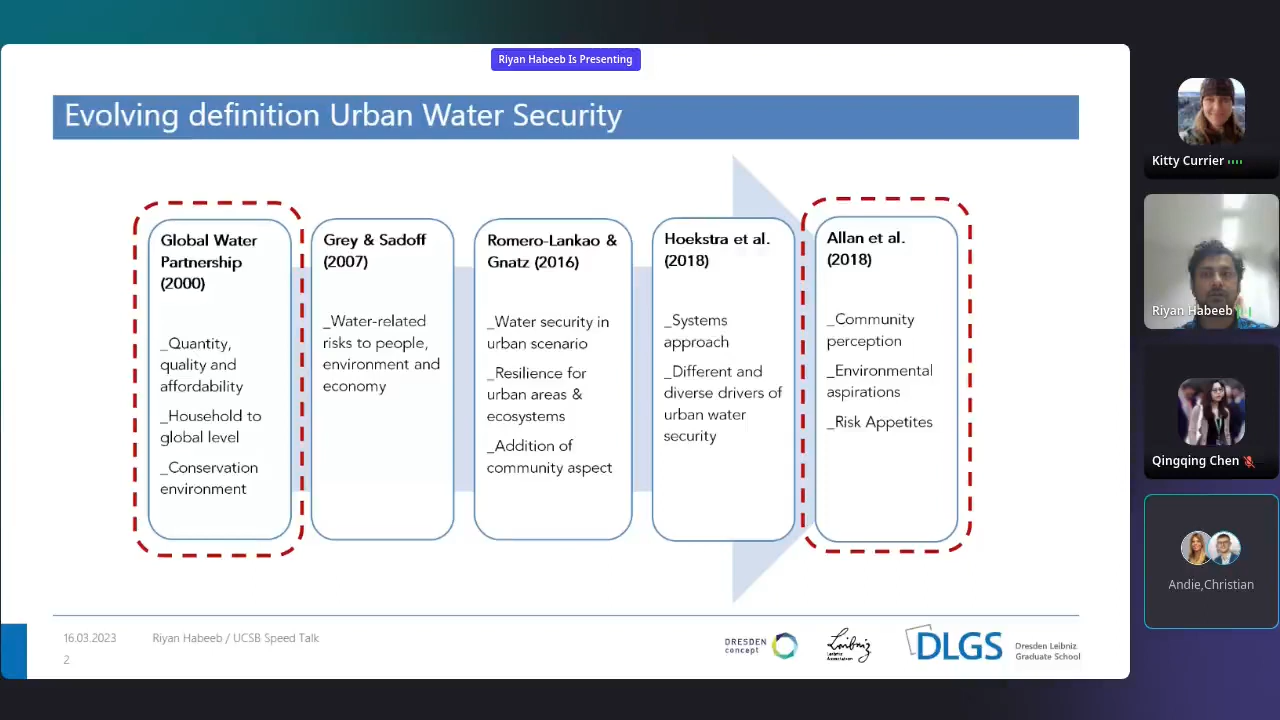 Riyan Habeeb Is Presenting
Evolving definition Urban Water Security
Global Water
Partnership
(2000)
_Quantity,
quality and
affordability
_Household to
global level
_Conservation
environment
Grey & Sadoff
(2007)
_Water-related
risks to people,
environment and
economy
Romero-Lankao &
Gnatz (2016)
_Water security in
urban scenario
_Resilience for
urban areas &
ecosystems
_Addition of
community aspect
Hoekstra et al.
(2018)
_Systems
approach
_Different and
diverse drivers of
urban water
security
Allan et al.
(2018)
_Community
perception
_Environmental
aspirations
_Risk Appetites
16.03.2023
Riyan Habeeb / UCSB Speed Talk
2
DRESDEN
concept
Leibniz
Leibniz
Association
DLGS
Dresden Leibniz
Graduate School
Kitty Currier
Riyan Habeeb
Qingqing Chen
Andie,Christian